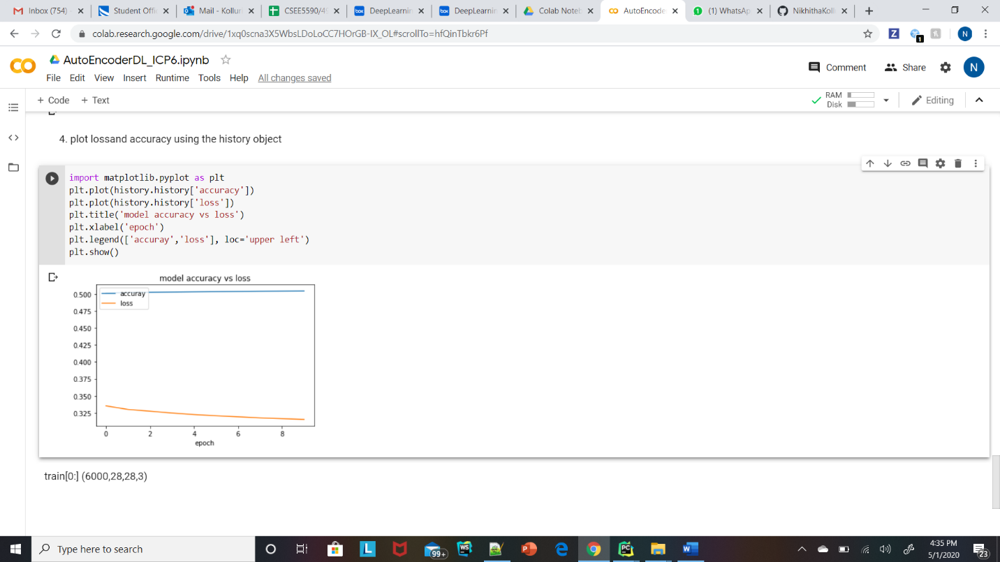 Inbox (754)
Student Offi
Mail - Kollur
CSEE5590/49
DeepLearnin
DeepLearnin
Colab Noteb
AutoEncode
(1) WhatsAp
NikhithaKoll
colab.research.google.com/drive/1xq0scna3X5WbsLDoLoCC7HOrGB-IX_OL#scrollTo=hfQinTbkr6Pf
Z
1
N
AutoEncoderDL_ICP6.ipynb
File Edit View Insert Runtime Tools Help All changes saved
Comment
Share
N
+ Code + Text
RAM
Disk
Editing
4. plot lossand accuracy using the history object
import matplotlib.pyplot as plt
plt.plot(history.history['accuracy'])
plt.plot(history.history['loss'])
plt.title('model accuracy vs loss')
plt.xlabel('epoch')
plt.legend(['accuray','loss'], loc='upper left')
plt.show()
model accuracy vs loss
accuray
loss
0.500
0.475
0.450
0.425
0.400
0.375
0.350
0.325
0 2 4 6 8
epoch
train[0:] (6000,28,28,3)
Type here to search
L
99+
WS
P
PC
W
4:35 PM
5/1/2020
23